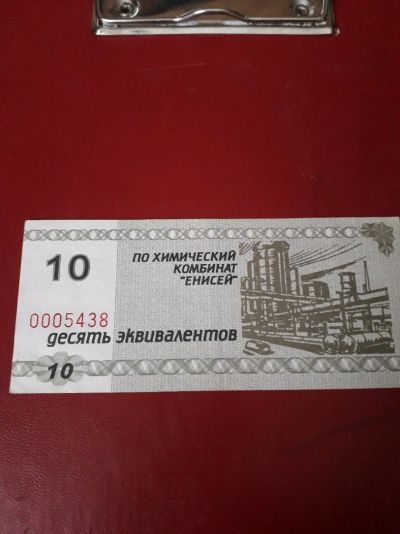 10
ПО ХИМИЧЕСКИЙ
КОМБИНАТ
"ЕНИСЕЙ"
0005438
десять эквивалентов
10